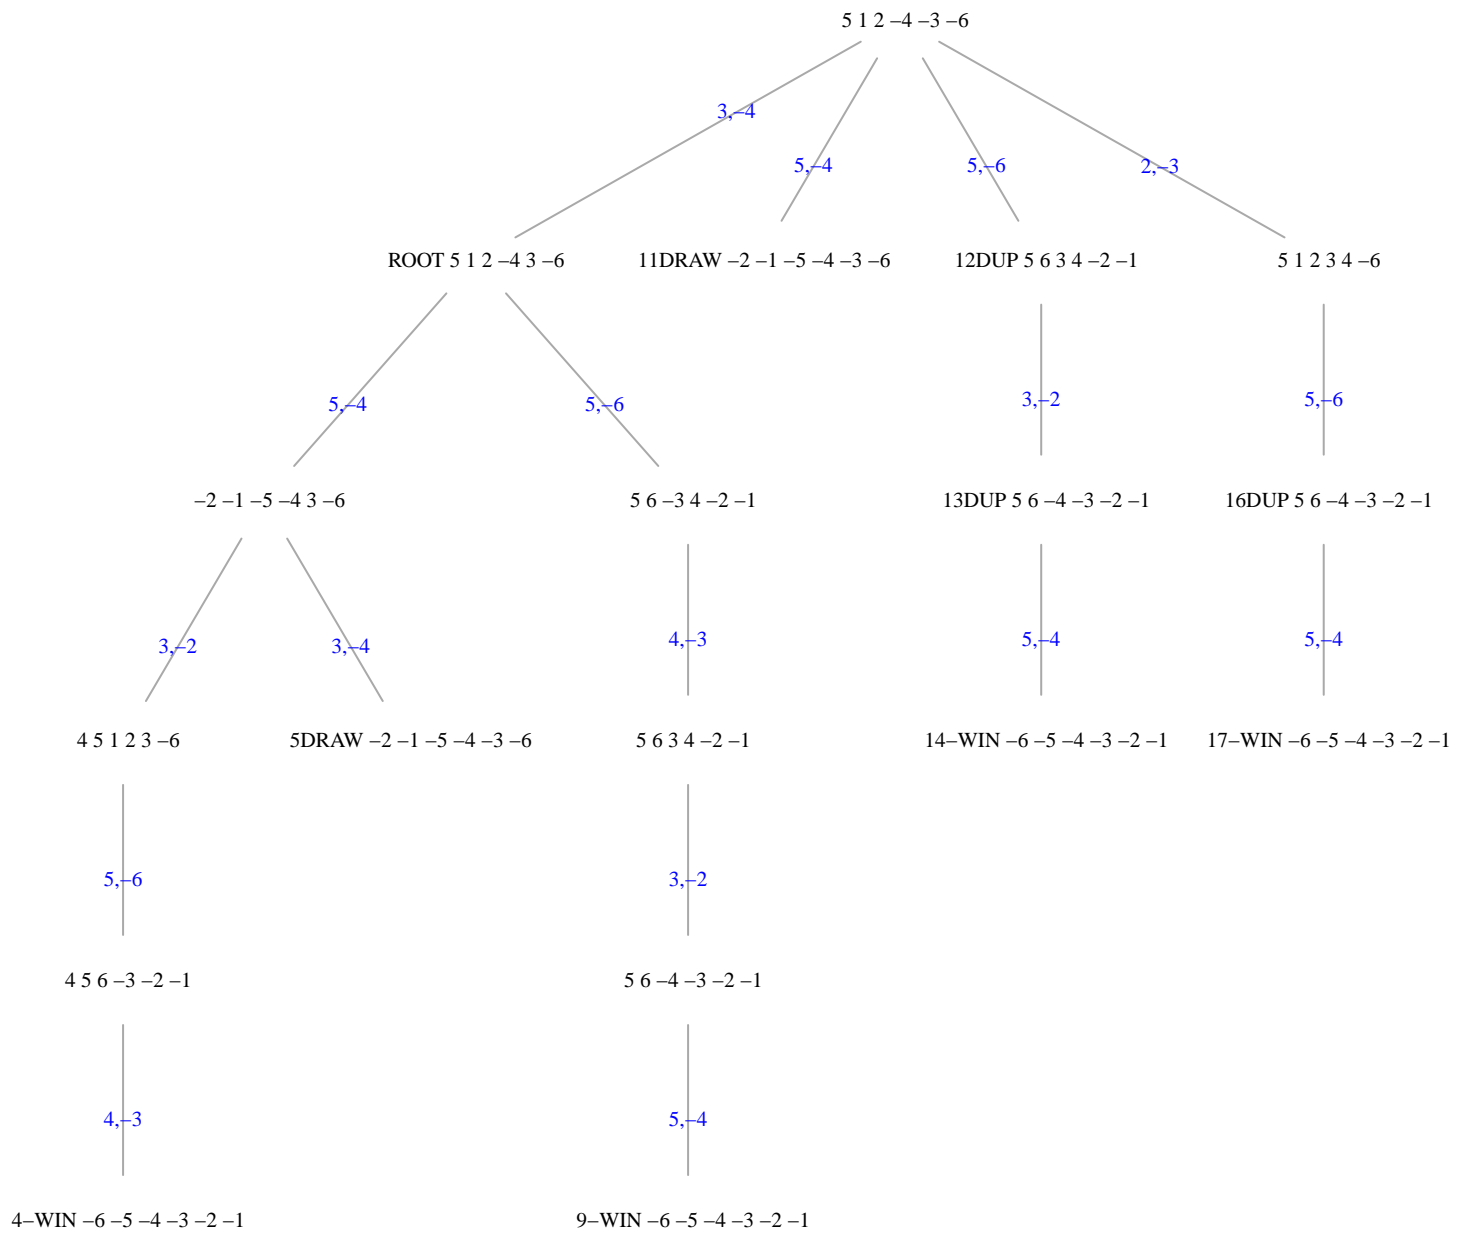 5 1 2 –4 –3 –6
3,–4
5,–4
5,–6
2,–3
ROOT 5 1 2 –4 3 –6
11DRAW –2 –1 –5 –4 –3 –6
12DUP 5 6 3 4 –2 –1
5 1 2 3 4 –6
5,–4
5,–6
3,–2
5,–6
–2 –1 –5 –4 3 –6
5 6 –3 4 –2 –1
13DUP 5 6 –4 –3 –2 –1
16DUP 5 6 –4 –3 –2 –1
3,–2
3,–4
4,–3
5,–4
5,–4
4 5 1 2 3 –6
5DRAW –2 –1 –5 –4 –3 –6
5 6 3 4 –2 –1
14–WIN –6 –5 –4 –3 –2 –1
17–WIN –6 –5 –4 –3 –2 –1
5,–6
3,–2
4 5 6 –3 –2 –1
5 6 –4 –3 –2 –1
4,–3
5,–4
4–WIN –6 –5 –4 –3 –2 –1
9–WIN –6 –5 –4 –3 –2 –1